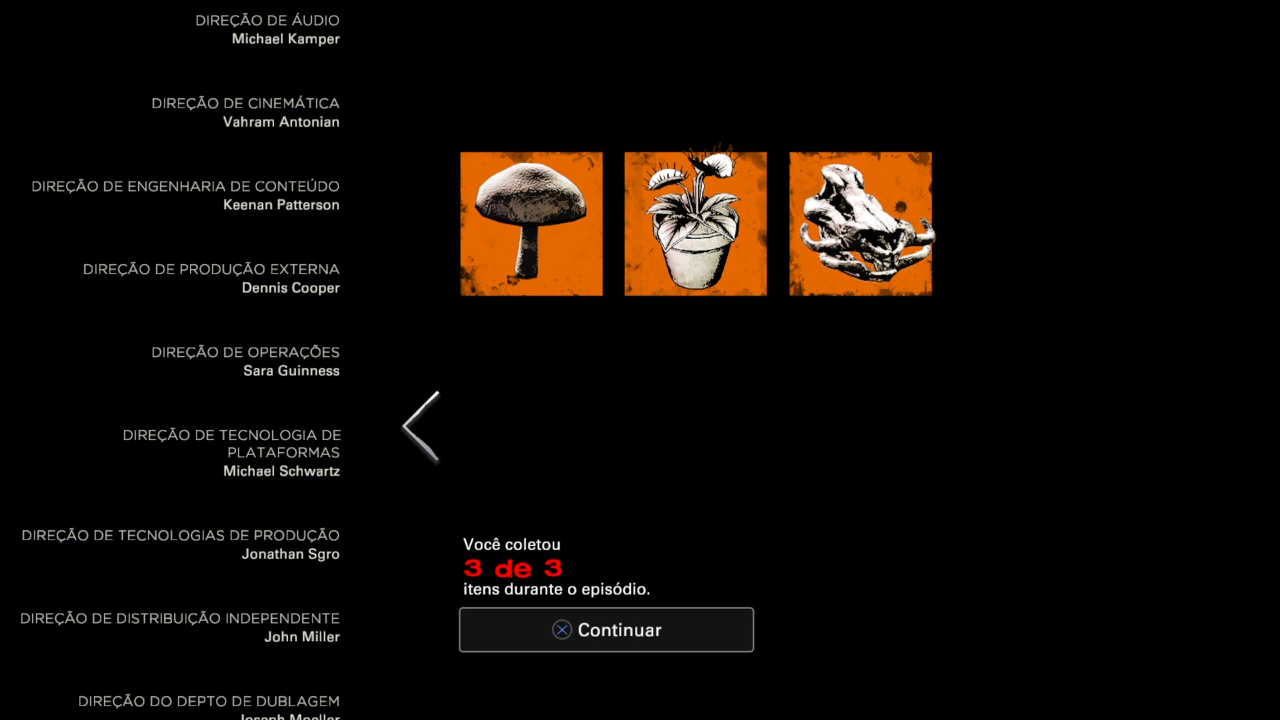 DIREÇÃO DE ÁUDIO
Michael Kamper
DIREÇÃO DE CINEMÁTICA
Vahram Antonian
DIREÇÃO DE ENGENHARIA DE CONTEÚDO
Keenan Patterson
DIREÇÃO DE PRODUÇÃO EXTERNA
Dennis Cooper
DIREÇÃO DE OPERAÇÕES
Sara Guinness
DIREÇÃO DE TECNOLOGIA DE
PLATAFORMAS
Michael Schwartz
DIREÇÃO DE TECNOLOGIAS DE PRODUÇÃO
Jonathan Sgro
DIREÇÃO DE DISTRIBUIÇÃO INDEPENDENTE
John Miller
DIREÇÃO DO DEPTO DE DUBLAGEM
Joseph Moeller
Você coletou
3 de 3
itens durante o episódio.
Continuar